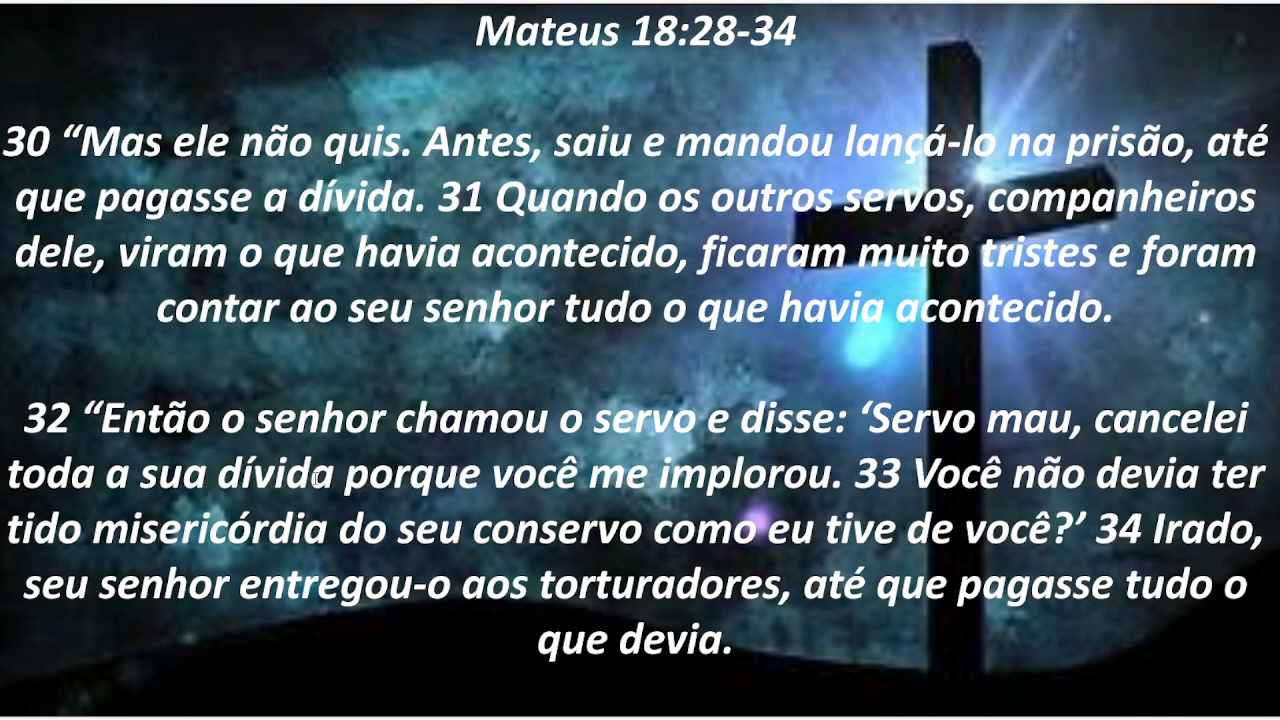 Mateus 18:28-34
30 “Mas ele não quis. Antes, saiu e mandou lançá-lo na prisão, até
que pagasse a dívida. 31 Quando os outros servos, companheiros
dele, viram o que havia acontecido, ficaram muito tristes e foram
contar ao seu senhor tudo o que havia acontecido.
32 “Então o senhor chamou o servo e disse: ‘Servo mau, cancelei
toda a sua dívida porque você me implorou. 33 Você não devia ter
tido misericórdia do seu conservo como eu tive de você?’ 34 Irado,
seu senhor entregou-o aos torturadores, até que pagasse tudo o
que devia.